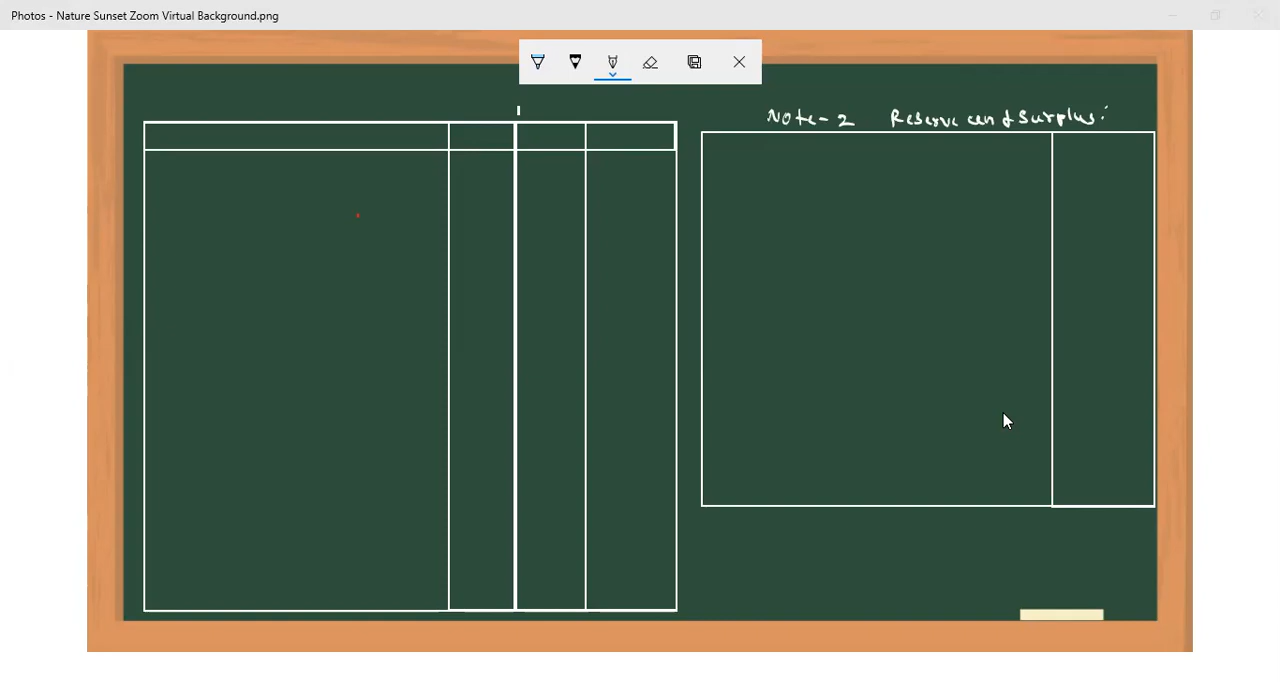 Photos - Nature Sunset Zoom Virtual Background.png
Note-2 Reserve and Surplus: